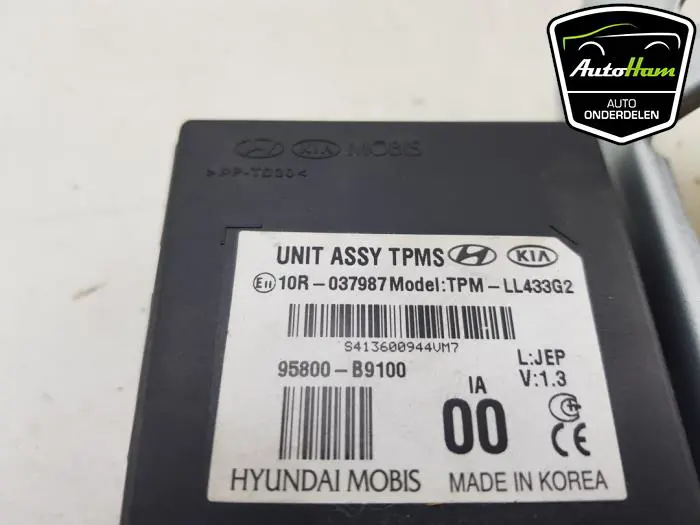 AutoHam
AUTO
ONDERDELEN
KIA MOBIS
>PP-TD30<
UNIT ASSY TPMS KIA
E11 10R-037987 Model:TPM-LL433G2
S413600944VM7
95800-B9100
L:JEP
IA
V:1.3
00
CE
HYUNDAI MOBIS MADE IN KOREA